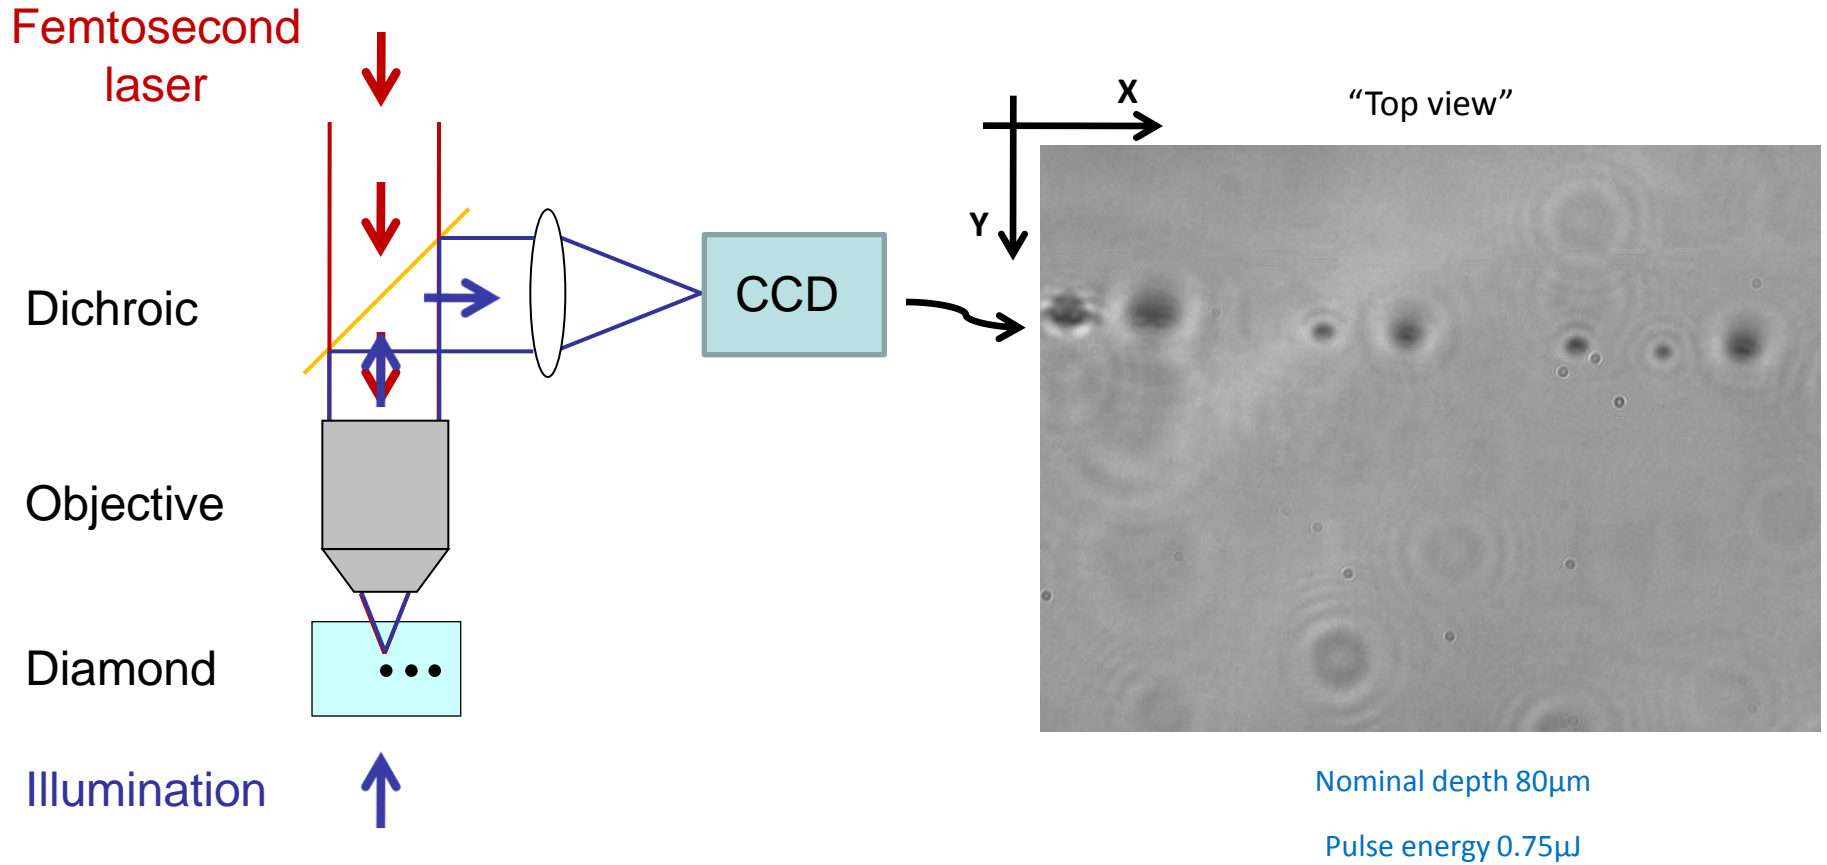 Femtosecond
laser
X
“Top view”
Y
Dichroic
CCD
Objective
Diamond
Illumination
Nominal depth 80µm
Pulse energy 0.75µJ